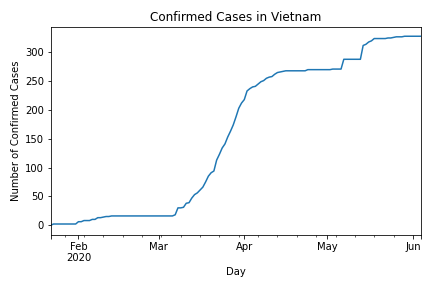 Confirmed Cases in Vietnam
Number of Confirmed Cases
300
250
200
150
100
50
0
Feb
2020
Mar
Apr
May
Jun
Day